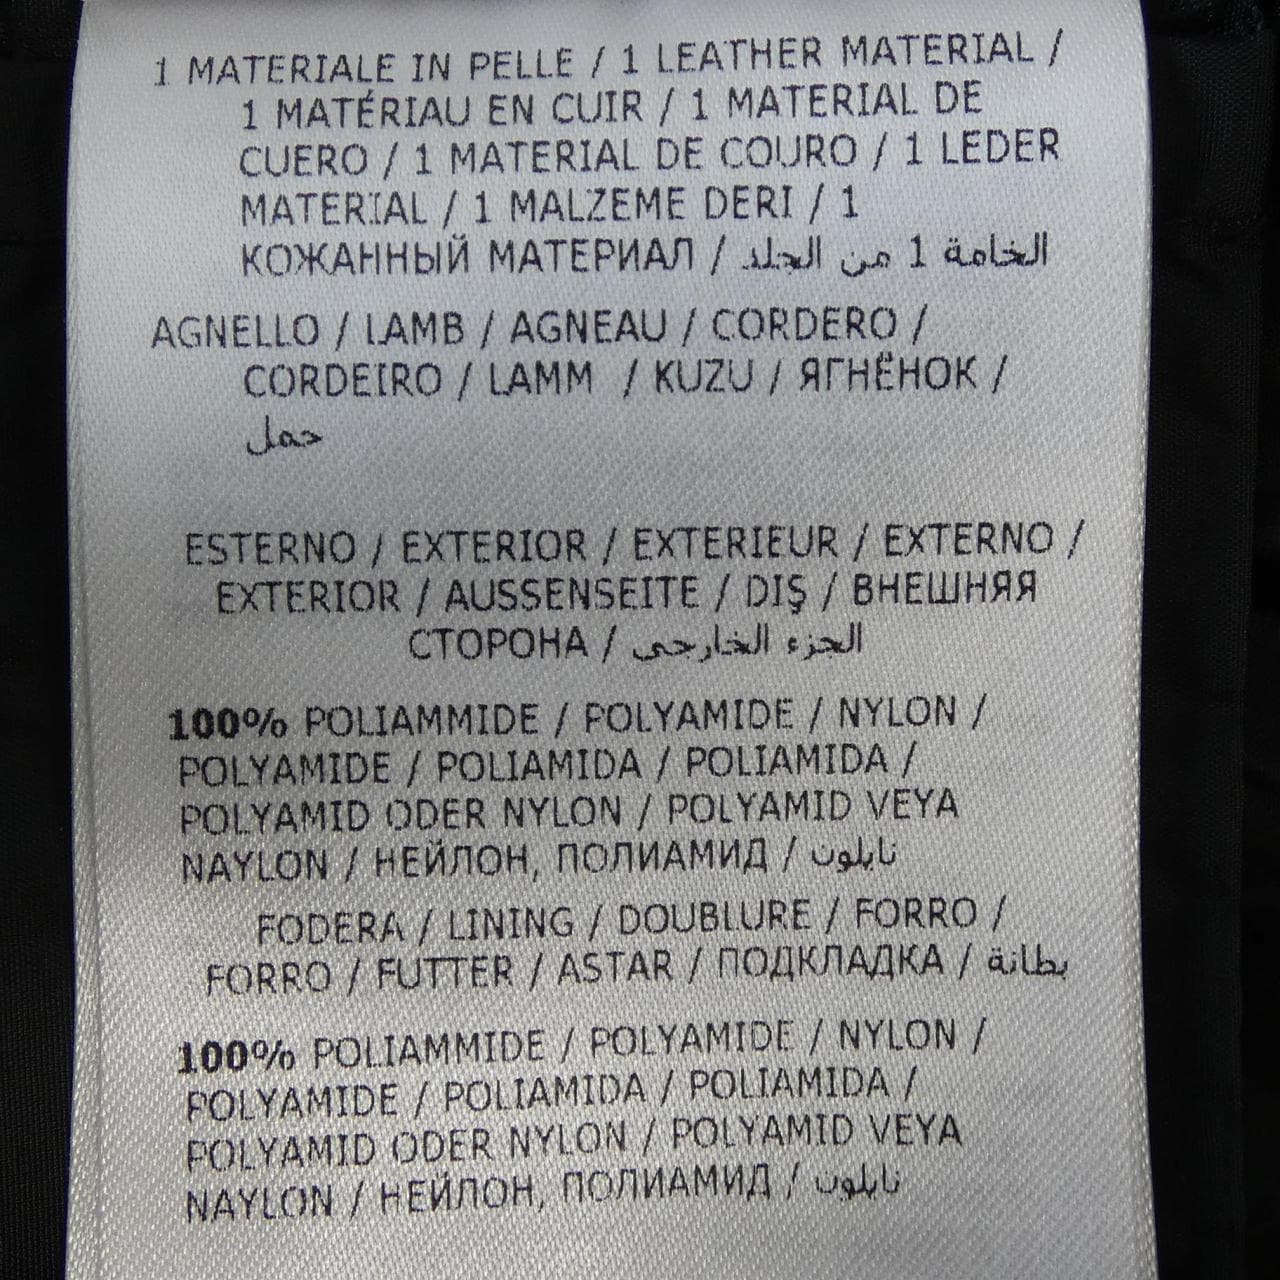 1 MATERIALE IN PELLE / 1 LEATHER MATERIAL /
1 MATÉRIAU EN CUIR / 1 MATERIAL DE
CUERO / 1 MATERIAL DE COURO / 1 LEDER
MATERIAL / 1 MALZEME DERI / 1
КОЖАННЫЙ МАТЕРИАЛ / الخامة 1 من الجلد
AGNELLO / LAMB / AGNEAU / CORDERO /
CORDEIRO / LAMM / KUZU / ЯГНЁНОК /
حمل
ESTERNO / EXTERIOR / EXTERIEUR / EXTERNO /
EXTERIOR / AUSSENSEITE / DIŞ / ВНЕШНЯЯ
СТОРОНА / الجزء الخارجى
100% POLIAMMIDE / POLYAMIDE / NYLON /
POLYAMIDE / POLIAMIDA / POLIAMIDA /
POLYAMID ODER NYLON / POLYAMID VEYA
NAYLON / НЕЙЛОН, ПОЛИАМИД / نايلون
FODERA / LINING / DOUBLURE / FORRO /
FORRO / FUTTER / ASTAR / ПОДКЛАДКА / بطانة
100% POLIAMMIDE / POLYAMIDE / NYLON /
POLYAMIDE / POLIAMIDA / POLIAMIDA /
POLYAMID ODER NYLON / POLYAMID VEYA
NAYLON / НЕЙЛОН, ПОЛИАМИД / نايلون